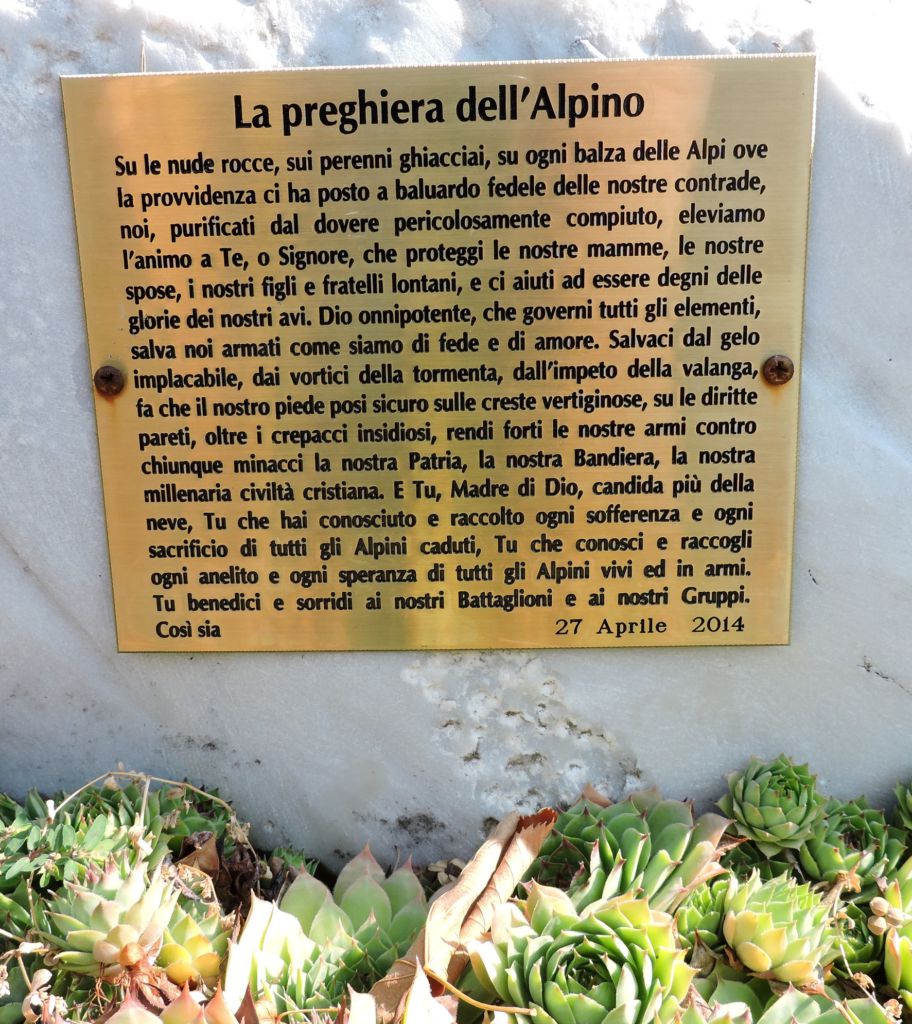 La preghiera dell'Alpino
Su le nude rocce, sui perenni ghiacciai, su ogni balza delle Alpi ove
la provvidenza ci ha posto a baluardo fedele delle nostre contrade,
noi, purificati dal dovere pericolosamente compiuto, eleviamo
l'animo a Te, o Signore, che proteggi le nostre mamme, le nostre
spose, i nostri figli e fratelli lontani, e ci aiuti ad essere degni delle
glorie dei nostri avi. Dio onnipotente, che governi tutti gli elementi,
salva noi armati come siamo di fede e di amore. Salvaci dal gelo
implacabile, dai vortici della tormenta, dall'impeto della valanga,
fa che il nostro piede posi sicuro sulle creste vertiginose, su le diritte
pareti, oltre i crepacci insidiosi, rendi forti le nostre armi contro
chiunque minacci la nostra Patria, la nostra Bandiera, la nostra
millenaria civiltà cristiana. E Tu, Madre di Dio, candida più della
neve, Tu che hai conosciuto e raccolto ogni sofferenza e ogni
sacrificio di tutti gli Alpini caduti, Tu che conosci e raccogli
ogni anelito e ogni speranza di tutti gli Alpini vivi ed in armi.
Tu benedici e sorridi ai nostri Battaglioni e ai nostri Gruppi.
Così sia 27 Aprile 2014